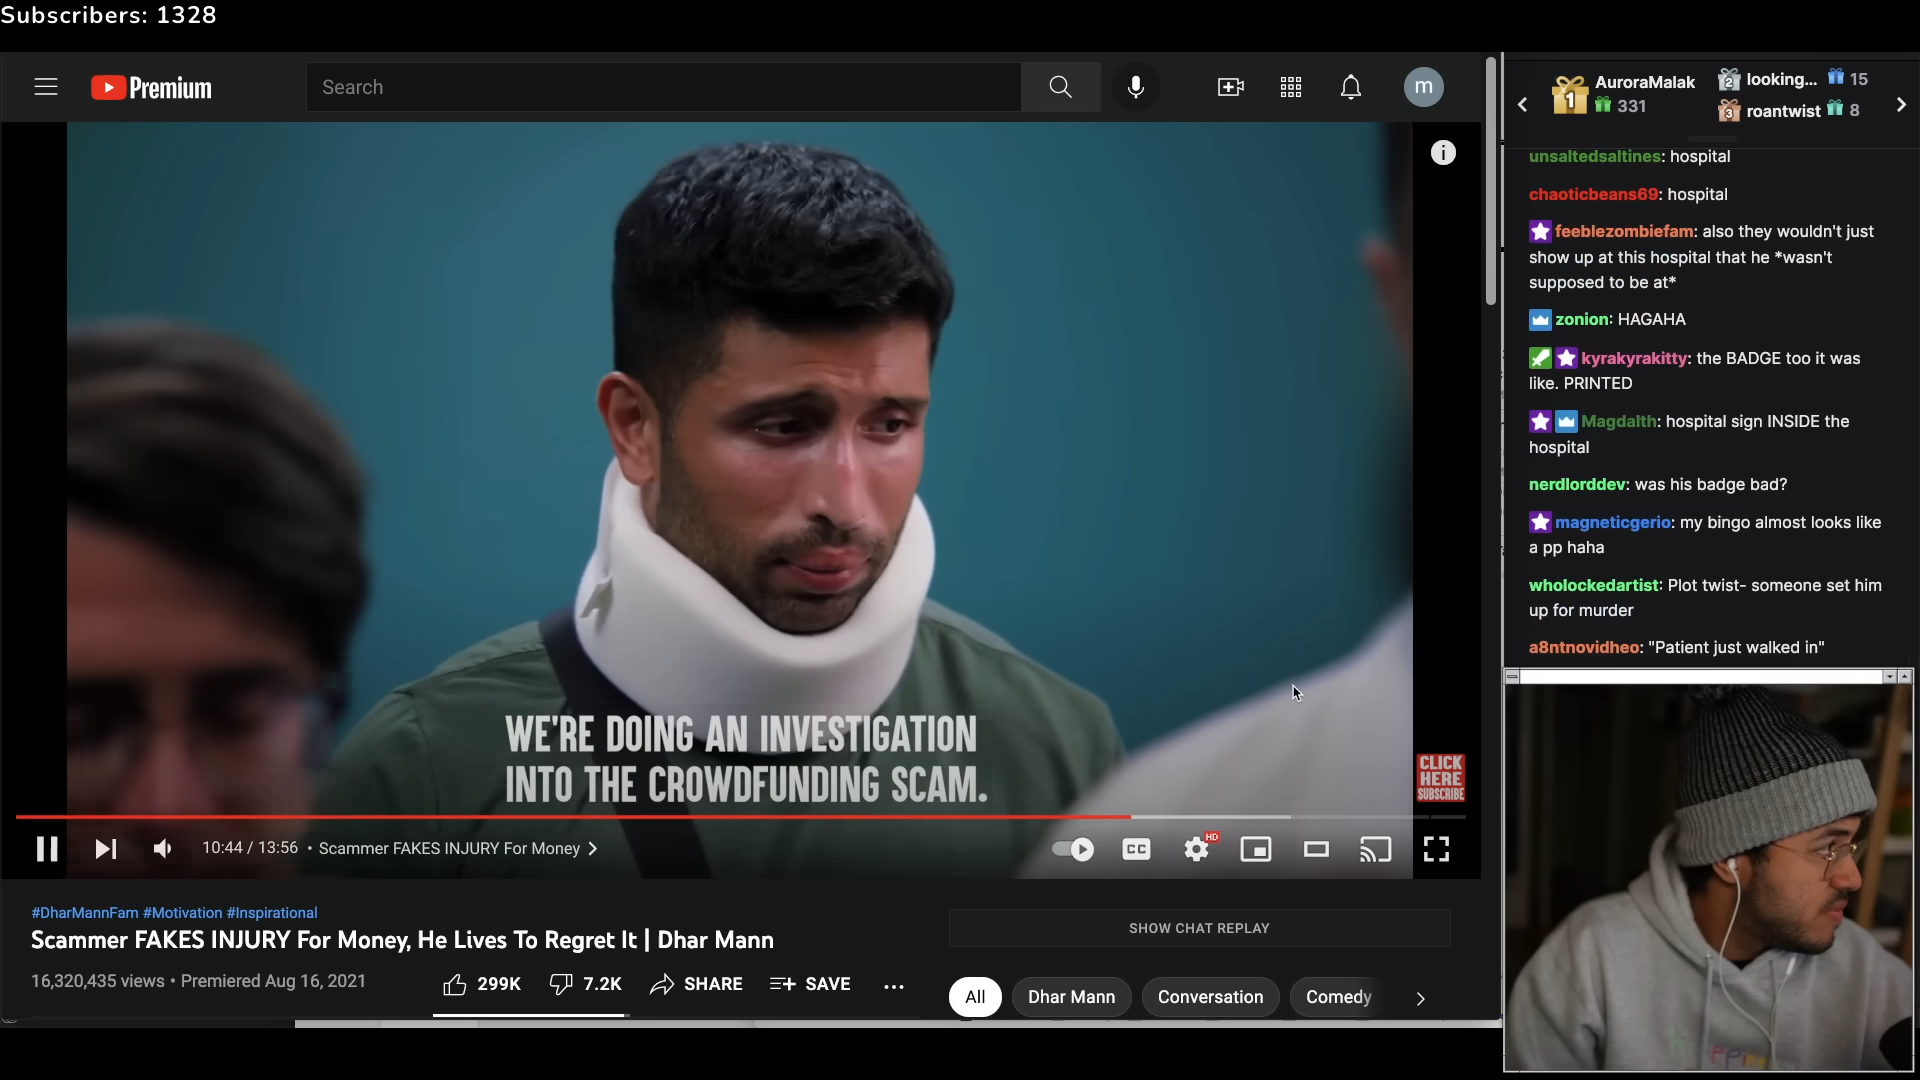 Subscribers: 1328
Premium
Search
m
1 AuroraMalak
331
2 looking... 15
3 roantwist 8
unsaltedsaltines: hospital
chaoticbeans69: hospital
feeblezombiefam: also they wouldn't just
show up at this hospital that he *wasn't
supposed to be at*
zonion: HAGAHA
kyrakyrakitty: the BADGE too it was
like. PRINTED
Magdalth: hospital sign INSIDE the
hospital
nerdlorddev: was his badge bad?
magneticgerio: my bingo almost looks like
a pp haha
wholockedartist: Plot twist- someone set him
up for murder
a8ntnovidheo: "Patient just walked in"
WE'RE DOING AN INVESTIGATION
INTO THE CROWDFUNDING SCAM.
CLICK
HERE
SUBSCRIBE
10:44 / 13:56 • Scammer FAKES INJURY For Money
CC
HD
#DharMannFam #Motivation #Inspirational
Scammer FAKES INJURY For Money, He Lives To Regret It | Dhar Mann
16,320,435 views • Premiered Aug 16, 2021
299K
7.2K
SHARE
SAVE
...
SHOW CHAT REPLAY
All
Dhar Mann
Conversation
Comedy